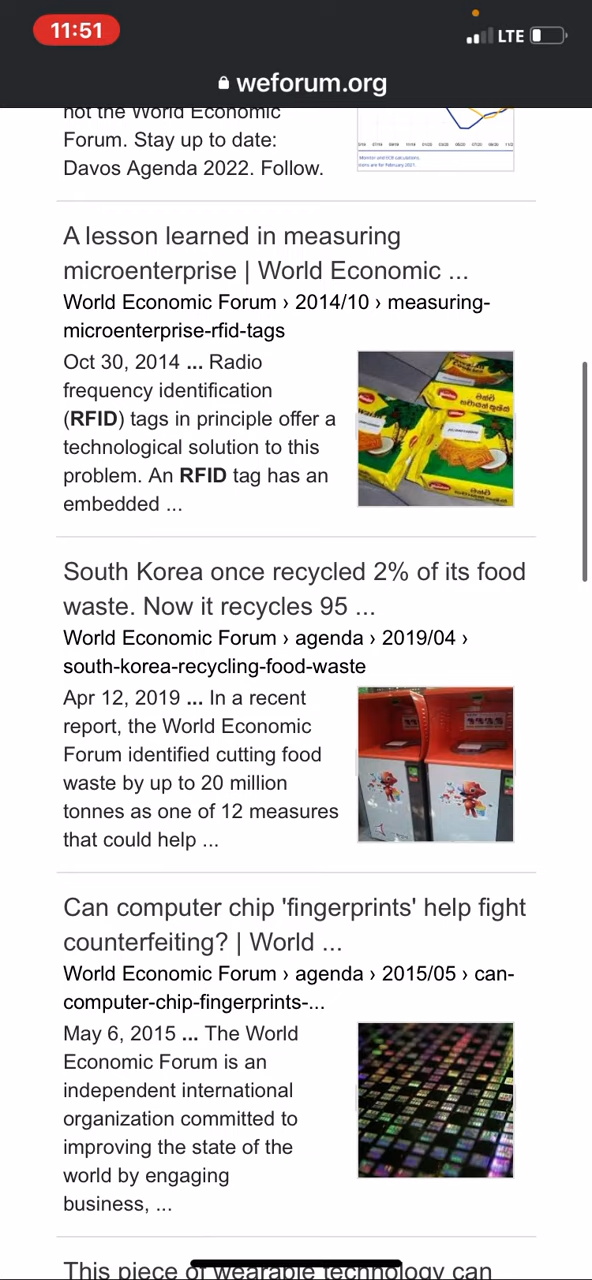 11:51
LTE
weforum.org
not the World Economic
Forum. Stay up to date:
Davos Agenda 2022. Follow.
A lesson learned in measuring
microenterprise | World Economic ...
World Economic Forum › 2014/10 › measuring-
microenterprise-rfid-tags
Oct 30, 2014 ... Radio
frequency identification
(RFID) tags in principle offer a
technological solution to this
problem. An RFID tag has an
embedded ...
South Korea once recycled 2% of its food
waste. Now it recycles 95 ...
World Economic Forum › agenda › 2019/04 ›
south-korea-recycling-food-waste
Apr 12, 2019 ... In a recent
report, the World Economic
Forum identified cutting food
waste by up to 20 million
tonnes as one of 12 measures
that could help ...
Can computer chip 'fingerprints' help fight
counterfeiting? | World ...
World Economic Forum › agenda › 2015/05 › can-
computer-chip-fingerprints-...
May 6, 2015 ... The World
Economic Forum is an
independent international
organization committed to
improving the state of the
world by engaging
business, ...
This piece of wearable technology can